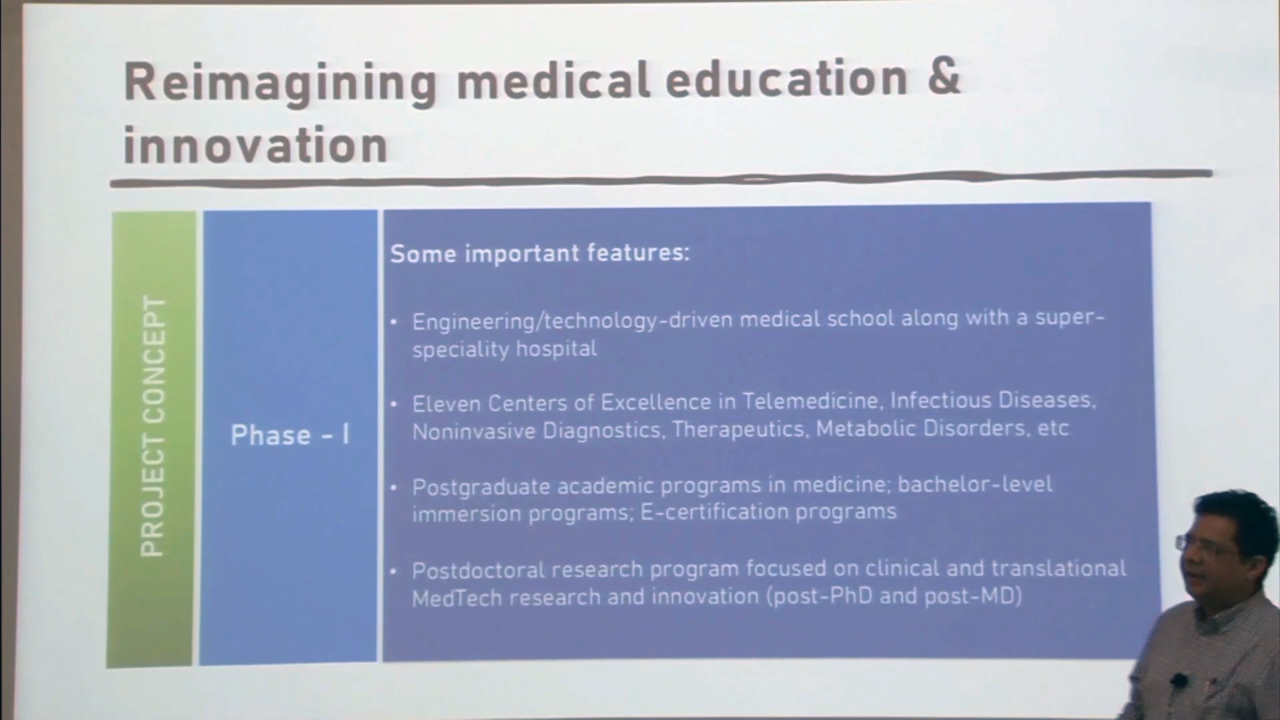 Reimagining medical education &
innovation
PROJECT CONCEPT
Phase - I
Some important features:
• Engineering/technology-driven medical school along with a super-
speciality hospital
• Eleven Centers of Excellence in Telemedicine, Infectious Diseases,
Noninvasive Diagnostics, Therapeutics, Metabolic Disorders, etc
• Postgraduate academic programs in medicine; bachelor-level
immersion programs; E-certification programs
• Postdoctoral research program focused on clinical and translational
MedTech research and innovation (post-PhD and post-MD)